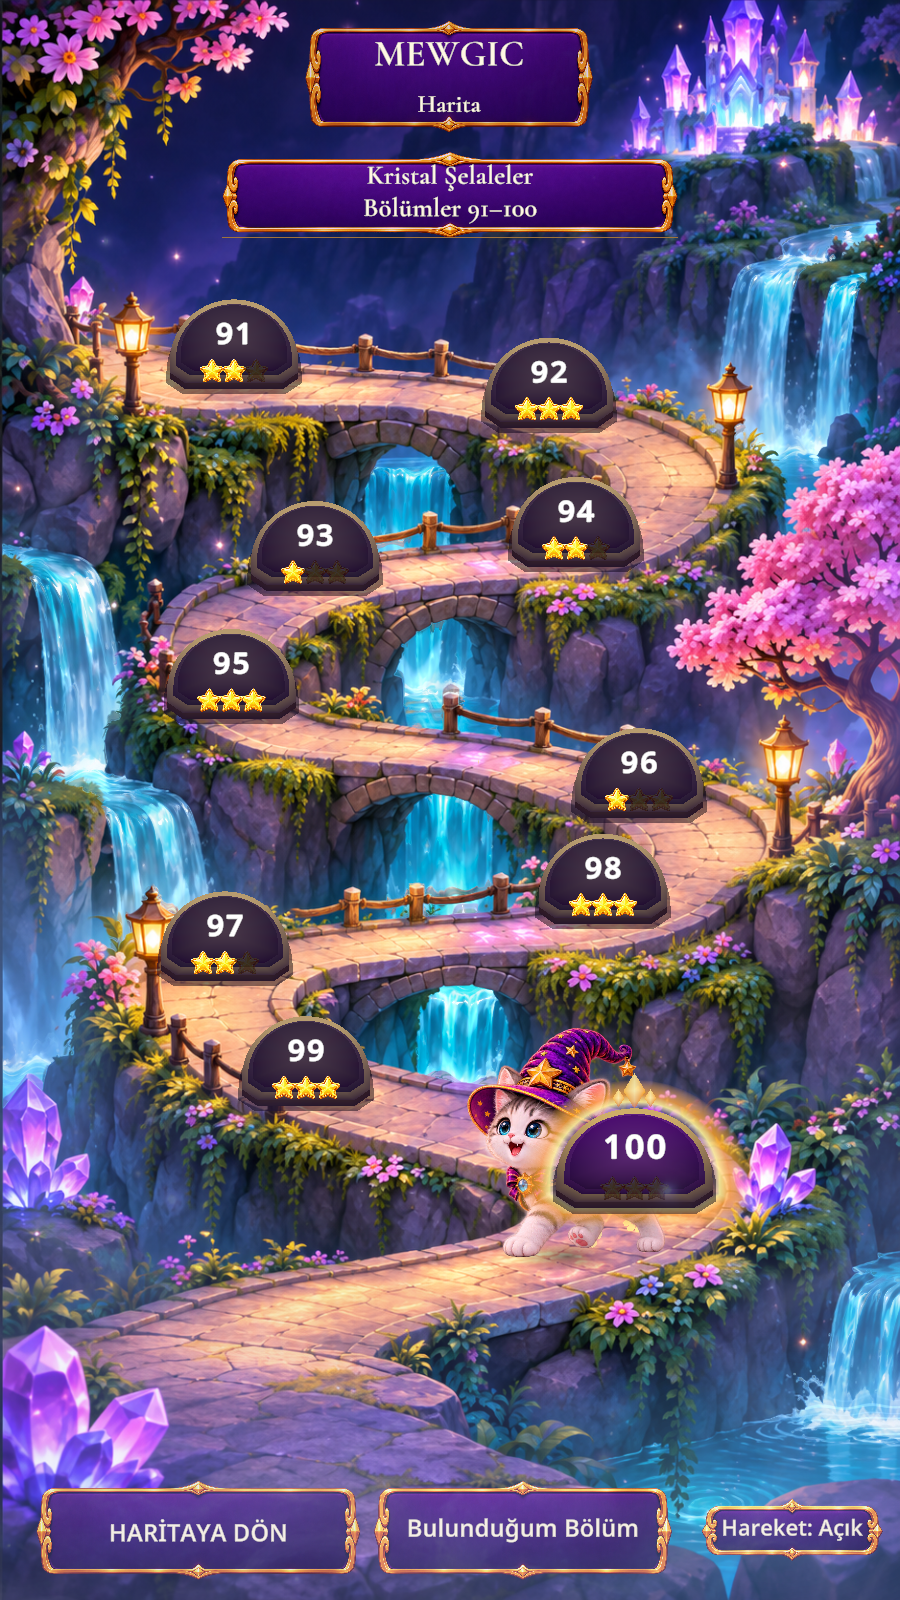 MEWGIC
Harita
Kristal Şelaleler
Bölümler 91–100
91
92
93
94
95
96
97
98
99
100
HARİTAYA DÖN
Bulunduğum Bölüm
Hareket: Açık